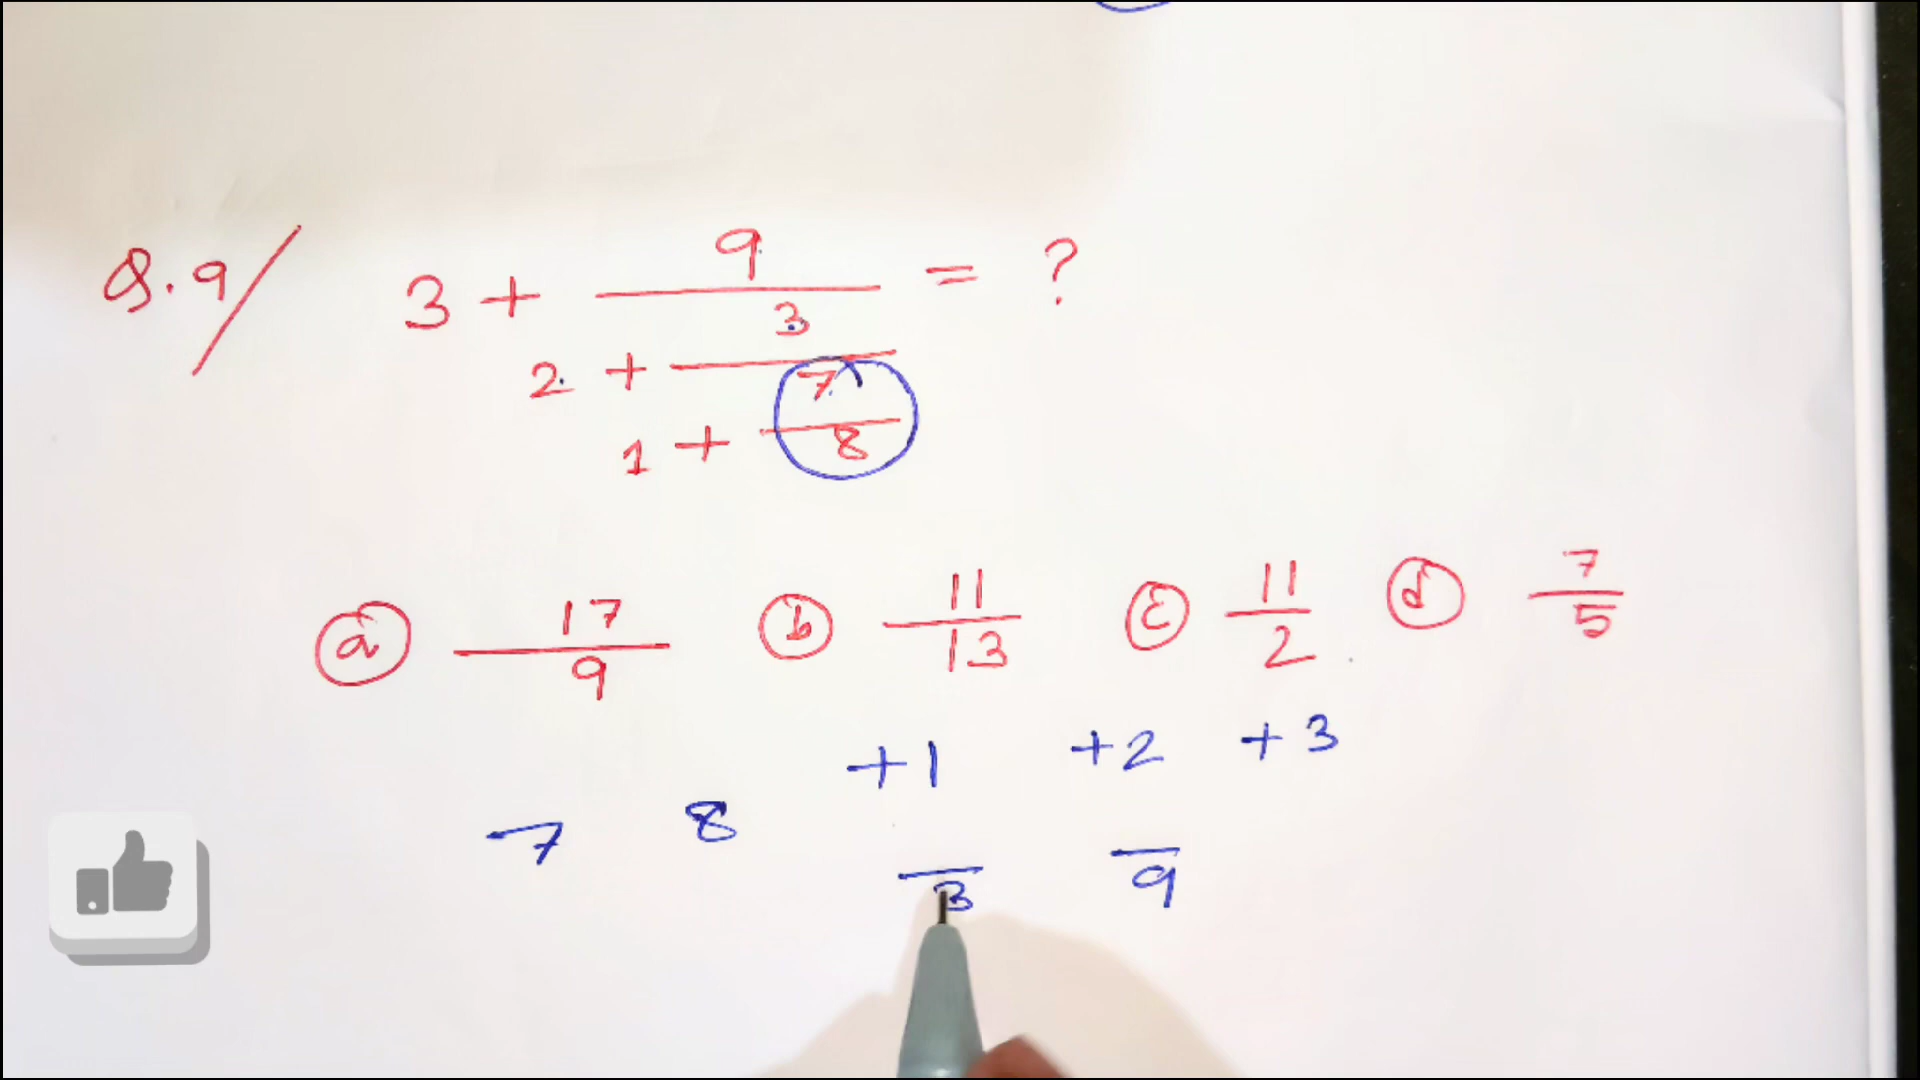 Q.9/ 3 + 9 = ?
2 + 3
1 + 7
8
a 17/9 b 11/13 c 11/2 d 7/5
+1 +2 +3
7 8
3 9